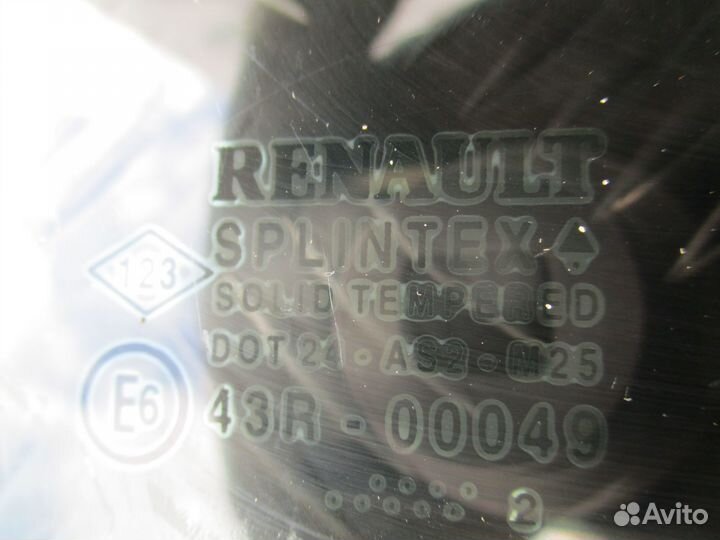 RENAULT
SPLINTEX
123
SOLID TEMPERED
DOT 24 - AS2 - M25
E6
43R - 00049
2
Avito